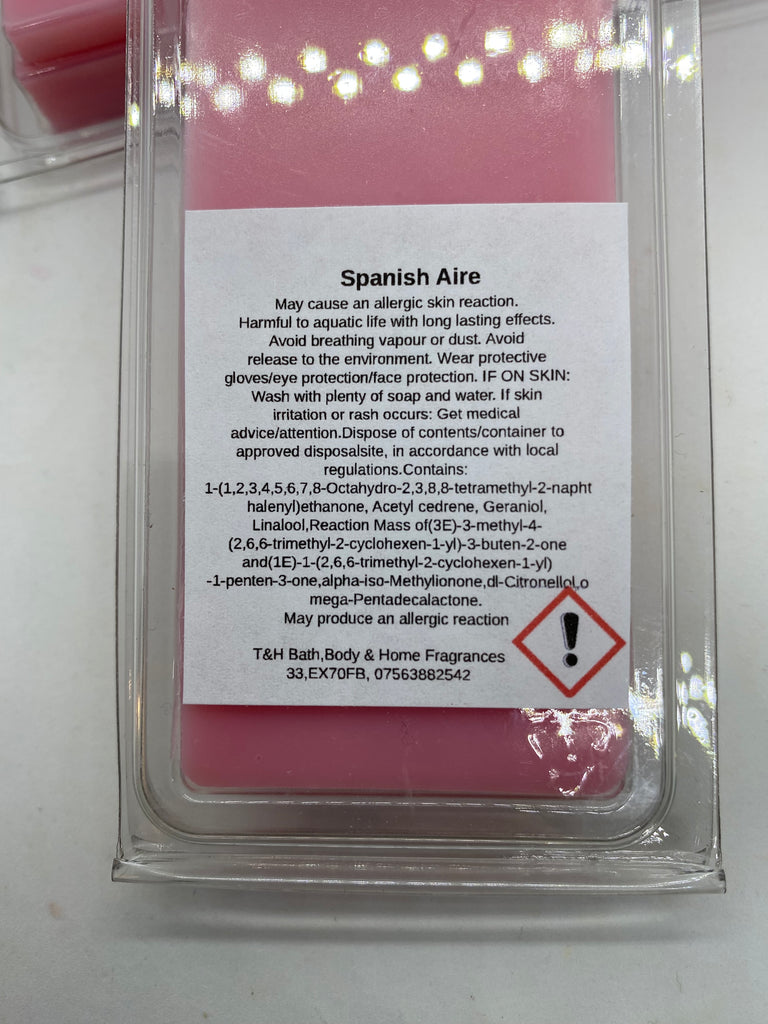 Spanish Aire
May cause an allergic skin reaction.
Harmful to aquatic life with long lasting effects.
Avoid breathing vapour or dust. Avoid
release to the environment. Wear protective
gloves/eye protection/face protection. IF ON SKIN:
Wash with plenty of soap and water. If skin
irritation or rash occurs: Get medical
advice/attention.Dispose of contents/container to
approved disposalsite, in accordance with local
regulations.Contains:
1-(1,2,3,4,5,6,7,8-Octahydro-2,3,8,8-tetramethyl-2-napht
halenyl)ethanone, Acetyl cedrene, Geraniol,
Linalool,Reaction Mass of(3E)-3-methyl-4-
(2,6,6-trimethyl-2-cyclohexen-1-yl)-3-buten-2-one
and(1E)-1-(2,6,6-trimethyl-2-cyclohexen-1-yl)
-1-penten-3-one,alpha-iso-Methylionone,dl-Citronellol,o
mega-Pentadecalactone.
May produce an allergic reaction
T&H Bath,Body & Home Fragrances
33,EX70FB, 07563882542